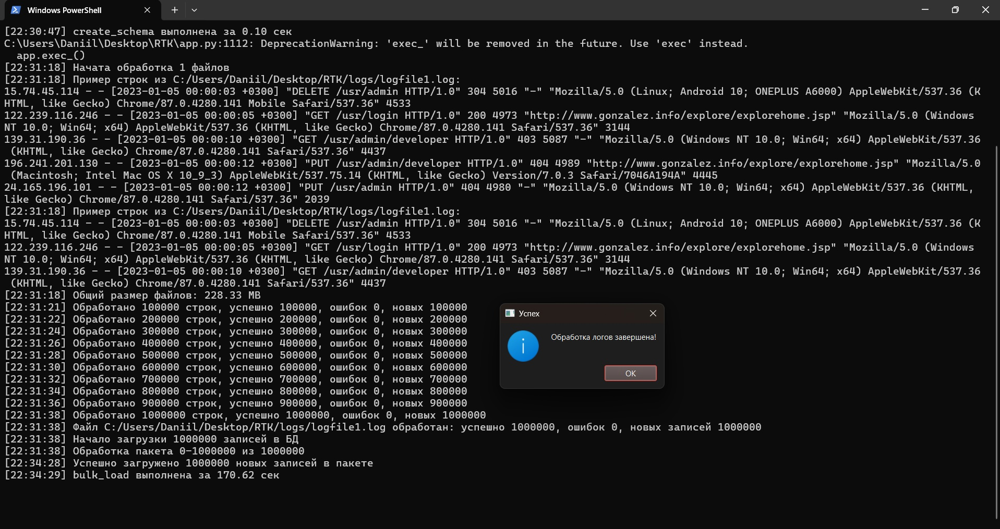 Windows PowerShell
[22:30:47] create_schema выполнена за 0.10 сек
C:\Users\Daniil\Desktop\RTK\app.py:1112: DeprecationWarning: 'exec_' will be removed in the future. Use 'exec' instead.
app.exec_()
[22:31:18] Начата обработка 1 файлов
[22:31:18] Пример строк из C:/Users/Daniil/Desktop/RTK/logs/logfile1.log:
15.74.45.114 - - [2023-01-05 00:00:03 +0300] "DELETE /usr/admin HTTP/1.0" 304 5016 "-" "Mozilla/5.0 (Linux; Android 10; ONEPLUS A6000) AppleWebKit/537.36 (K
HTML, like Gecko) Chrome/87.0.4280.141 Mobile Safari/537.36" 4533
122.239.116.246 - - [2023-01-05 00:00:05 +0300] "GET /usr/login HTTP/1.0" 200 4973 "http://www.gonzalez.info/explore/explorehome.jsp" "Mozilla/5.0 (Windows
NT 10.0; Win64; x64) AppleWebKit/537.36 (KHTML, like Gecko) Chrome/87.0.4280.141 Safari/537.36" 3144
139.31.190.36 - - [2023-01-05 00:00:10 +0300] "GET /usr/admin/developer HTTP/1.0" 403 5087 "-" "Mozilla/5.0 (Windows NT 10.0; Win64; x64) AppleWebKit/537.36
(KHTML, like Gecko) Chrome/87.0.4280.141 Safari/537.36" 4437
196.241.201.130 - - [2023-01-05 00:00:12 +0300] "PUT /usr/admin/developer HTTP/1.0" 404 4989 "http://www.gonzalez.info/explore/explorehome.jsp" "Mozilla/5.0
(Macintosh; Intel Mac OS X 10_9_3) AppleWebKit/537.75.14 (KHTML, like Gecko) Version/7.0.3 Safari/7046A194A" 4445
24.165.196.101 - - [2023-01-05 00:00:12 +0300] "PUT /usr/admin HTTP/1.0" 404 4980 "-" "Mozilla/5.0 (Windows NT 10.0; Win64; x64) AppleWebKit/537.36 (KHTML,
like Gecko) Chrome/87.0.4280.141 Safari/537.36" 2039
[22:31:18] Пример строк из C:/Users/Daniil/Desktop/RTK/logs/logfile1.log:
15.74.45.114 - - [2023-01-05 00:00:03 +0300] "DELETE /usr/admin HTTP/1.0" 304 5016 "-" "Mozilla/5.0 (Linux; Android 10; ONEPLUS A6000) AppleWebKit/537.36 (K
HTML, like Gecko) Chrome/87.0.4280.141 Mobile Safari/537.36" 4533
122.239.116.246 - - [2023-01-05 00:00:05 +0300] "GET /usr/login HTTP/1.0" 200 4973 "http://www.gonzalez.info/explore/explorehome.jsp" "Mozilla/5.0 (Windows
NT 10.0; Win64; x64) AppleWebKit/537.36 (KHTML, like Gecko) Chrome/87.0.4280.141 Safari/537.36" 3144
139.31.190.36 - - [2023-01-05 00:00:10 +0300] "GET /usr/admin/developer HTTP/1.0" 403 5087 "-" "Mozilla/5.0 (Windows NT 10.0; Win64; x64) AppleWebKit/537.36
(KHTML, like Gecko) Chrome/87.0.4280.141 Safari/537.36" 4437
[22:31:18] Общий размер файлов: 228.33 MB
[22:31:21] Обработано 100000 строк, успешно 100000, ошибок 0, новых 100000
[22:31:22] Обработано 200000 строк, успешно 200000, ошибок 0, новых 200000
[22:31:24] Обработано 300000 строк, успешно 300000, ошибок 0, новых 300000
[22:31:26] Обработано 400000 строк, успешно 400000, ошибок 0, новых 400000
[22:31:28] Обработано 500000 строк, успешно 500000, ошибок 0, новых 500000
[22:31:30] Обработано 600000 строк, успешно 600000, ошибок 0, новых 600000
[22:31:32] Обработано 700000 строк, успешно 700000, ошибок 0, новых 700000
[22:31:34] Обработано 800000 строк, успешно 800000, ошибок 0, новых 800000
[22:31:36] Обработано 900000 строк, успешно 900000, ошибок 0, новых 900000
[22:31:38] Обработано 1000000 строк, успешно 1000000, ошибок 0, новых 1000000
[22:31:38] Файл C:/Users/Daniil/Desktop/RTK/logs/logfile1.log обработан: успешно 1000000, ошибок 0, новых записей 1000000
[22:31:38] Начало загрузки 1000000 записей в БД
[22:31:38] Обработка пакета 0-1000000 из 1000000
[22:34:28] Успешно загружено 1000000 новых записей в пакете
[22:34:29] bulk_load выполнена за 170.62 сек
Успех
Обработка логов завершена!
OK